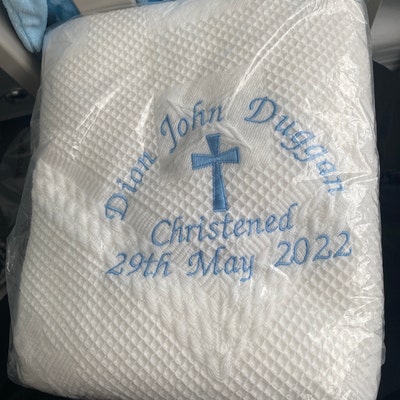 Dion John Duggan
Christened
29th May 2022